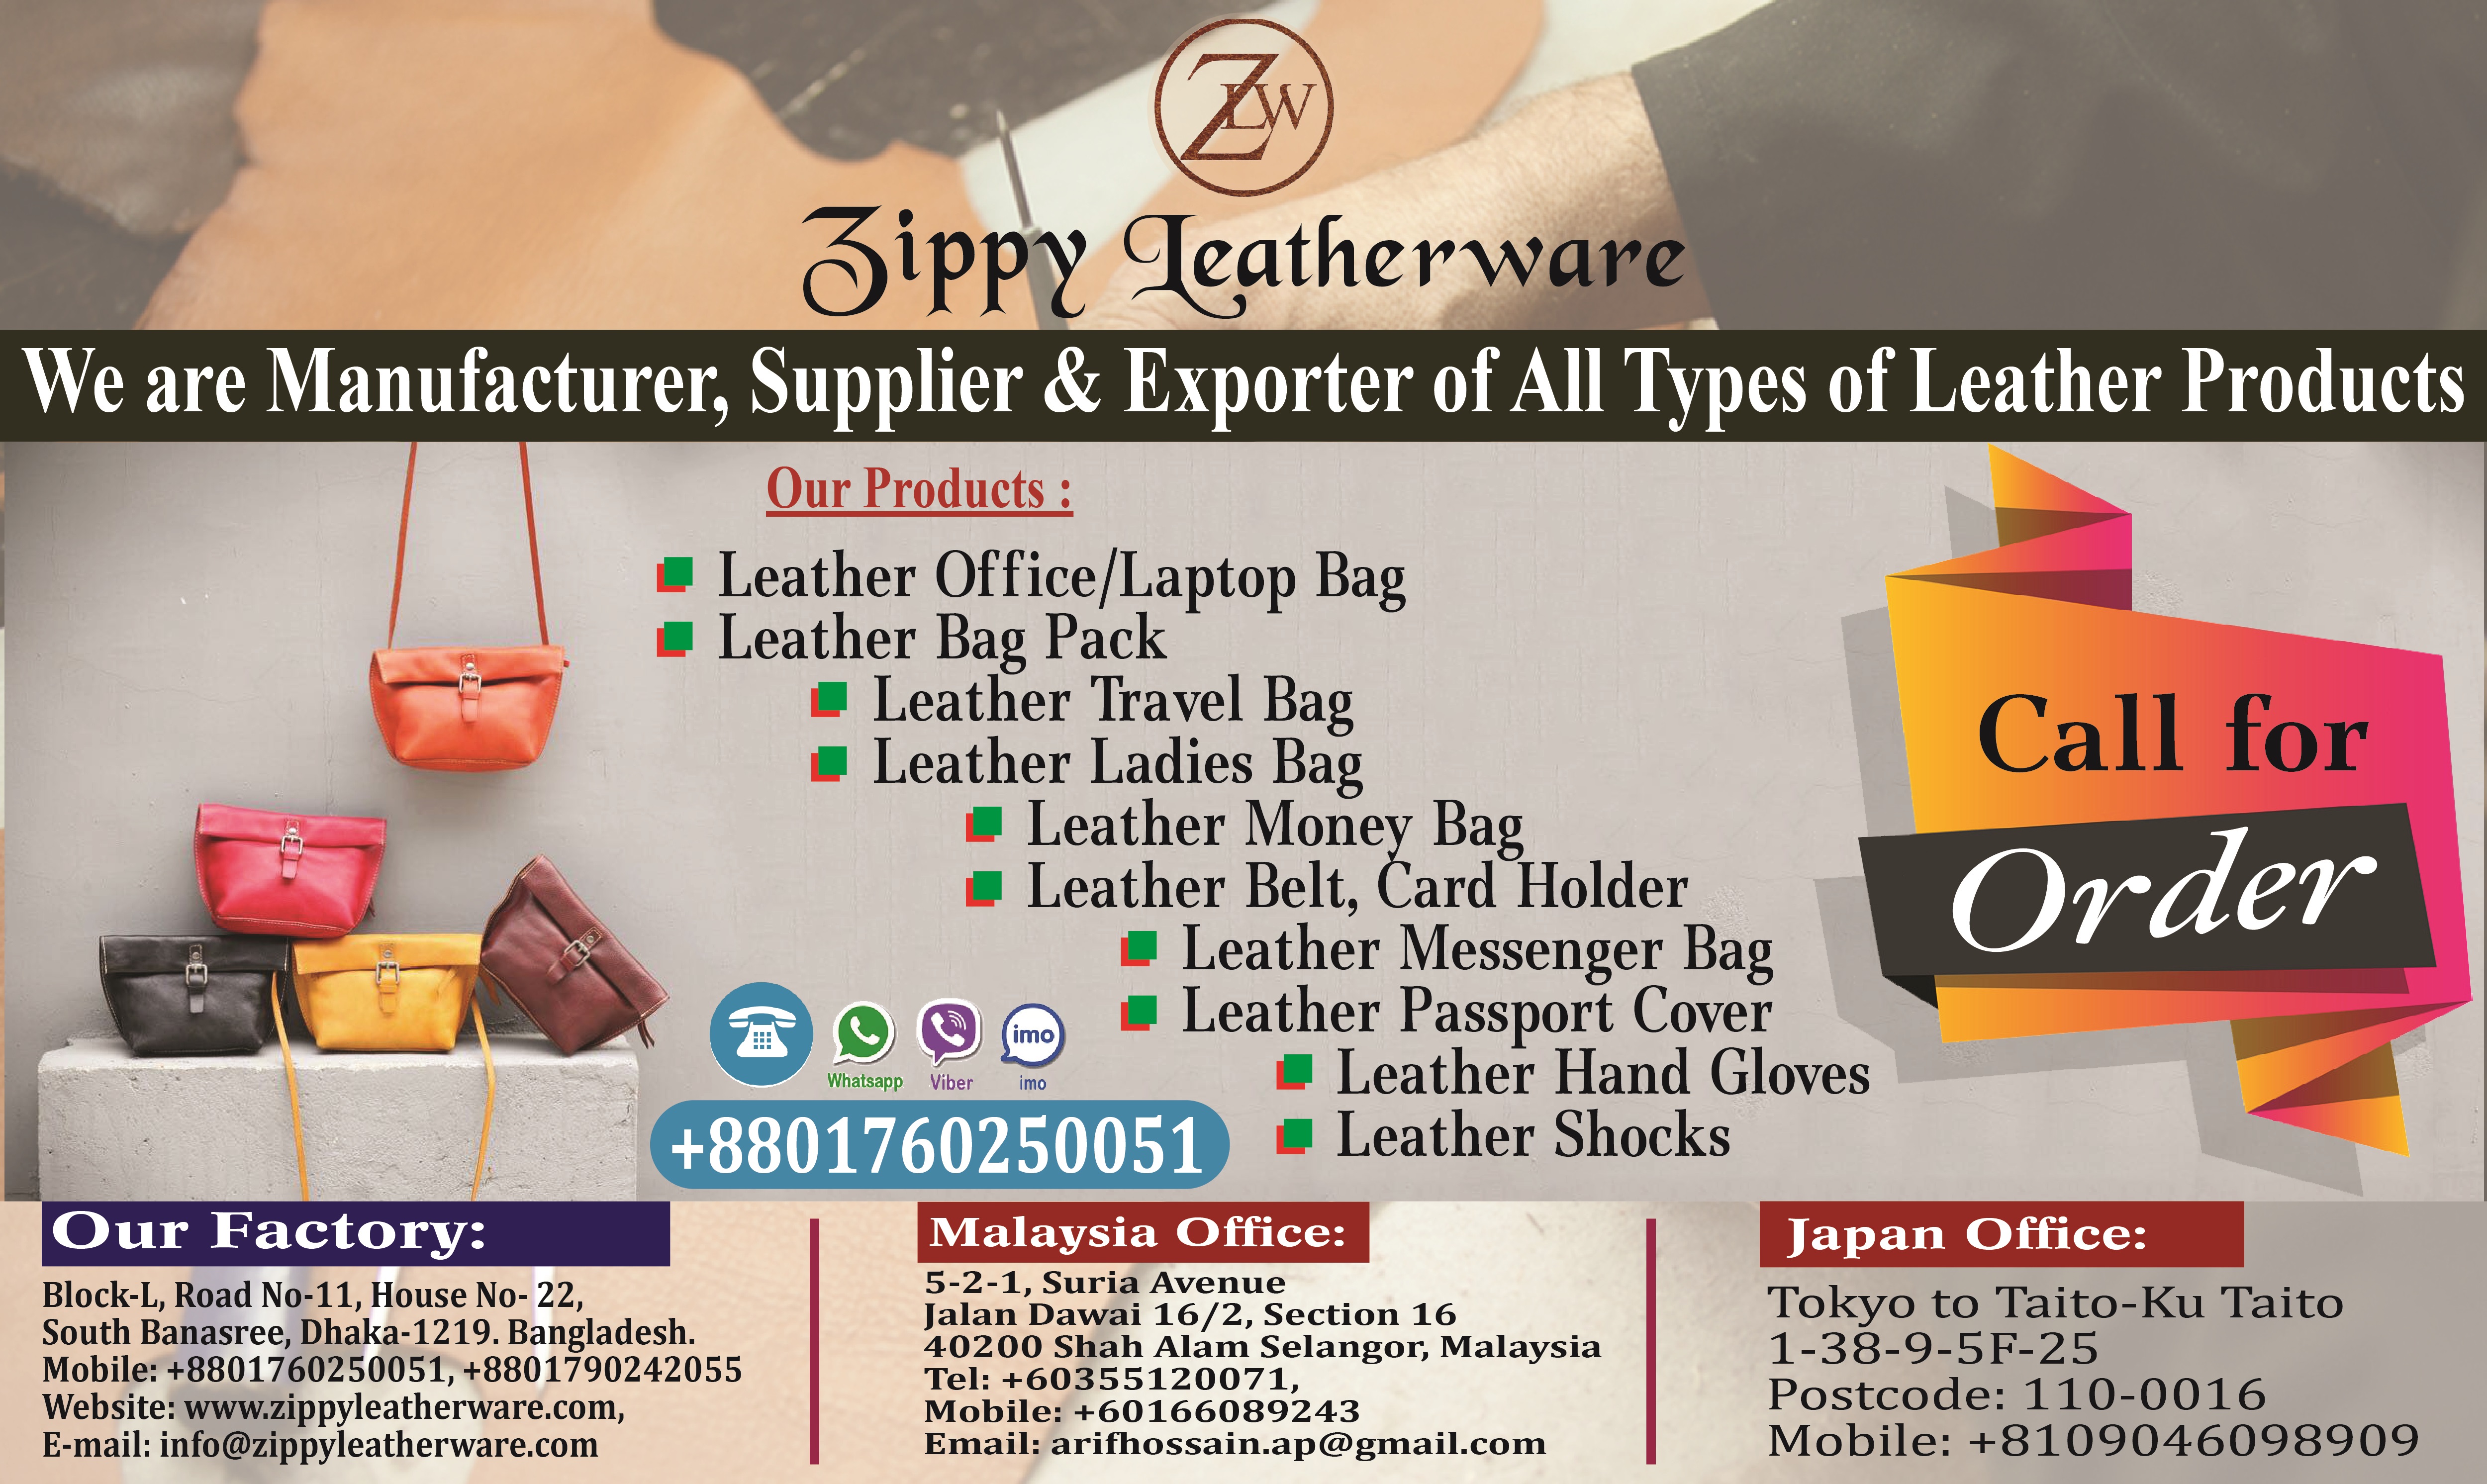 ZLW
Zippy Leatherware
We are Manufacturer, Supplier & Exporter of All Types of Leather Products
Our Products :
Leather Office/Laptop Bag
Leather Bag Pack
Leather Travel Bag
Leather Ladies Bag
Leather Money Bag
Leather Belt, Card Holder
Leather Messenger Bag
Leather Passport Cover
Leather Hand Gloves
Leather Shocks
Call for
Order
imo
Whatsapp
Viber
imo
+8801760250051
Our Factory:
Block-L, Road No-11, House No- 22,
South Banasree, Dhaka-1219. Bangladesh.
Mobile: +8801760250051, +8801790242055
Website: www.zippyleatherware.com,
E-mail: info@zippyleatherware.com
Malaysia Office:
5-2-1, Suria Avenue
Jalan Dawai 16/2, Section 16
40200 Shah Alam Selangor, Malaysia
Tel: +60355120071,
Mobile: +60166089243
Email: arifhossain.ap@gmail.com
Japan Office:
Tokyo to Taito-Ku Taito
1-38-9-5F-25
Postcode: 110-0016
Mobile: +8109046098909